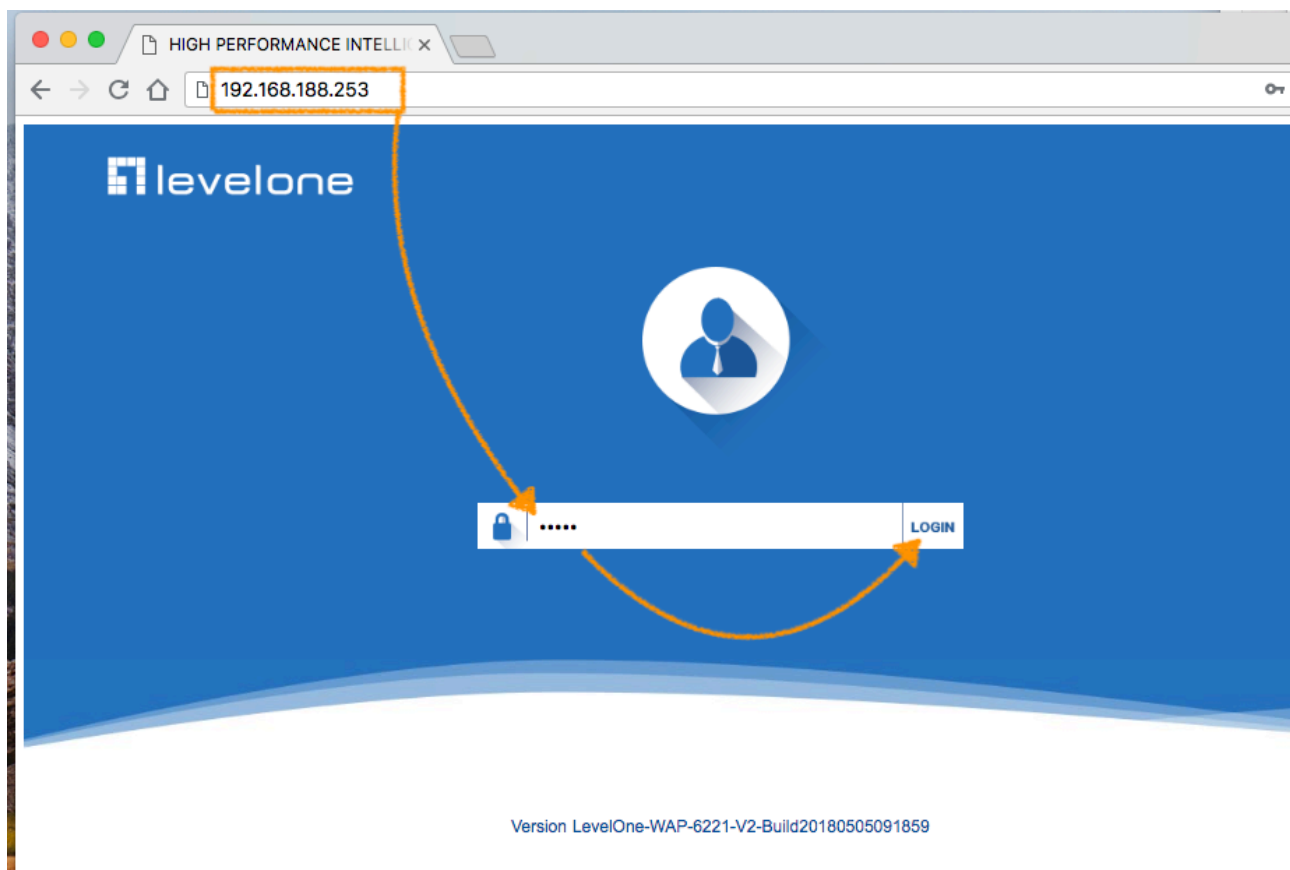 HIGH PERFORMANCE INTELLI
192.168.188.253
levelone
LOGIN
Version LevelOne-WAP-6221-V2-Build20180505091859